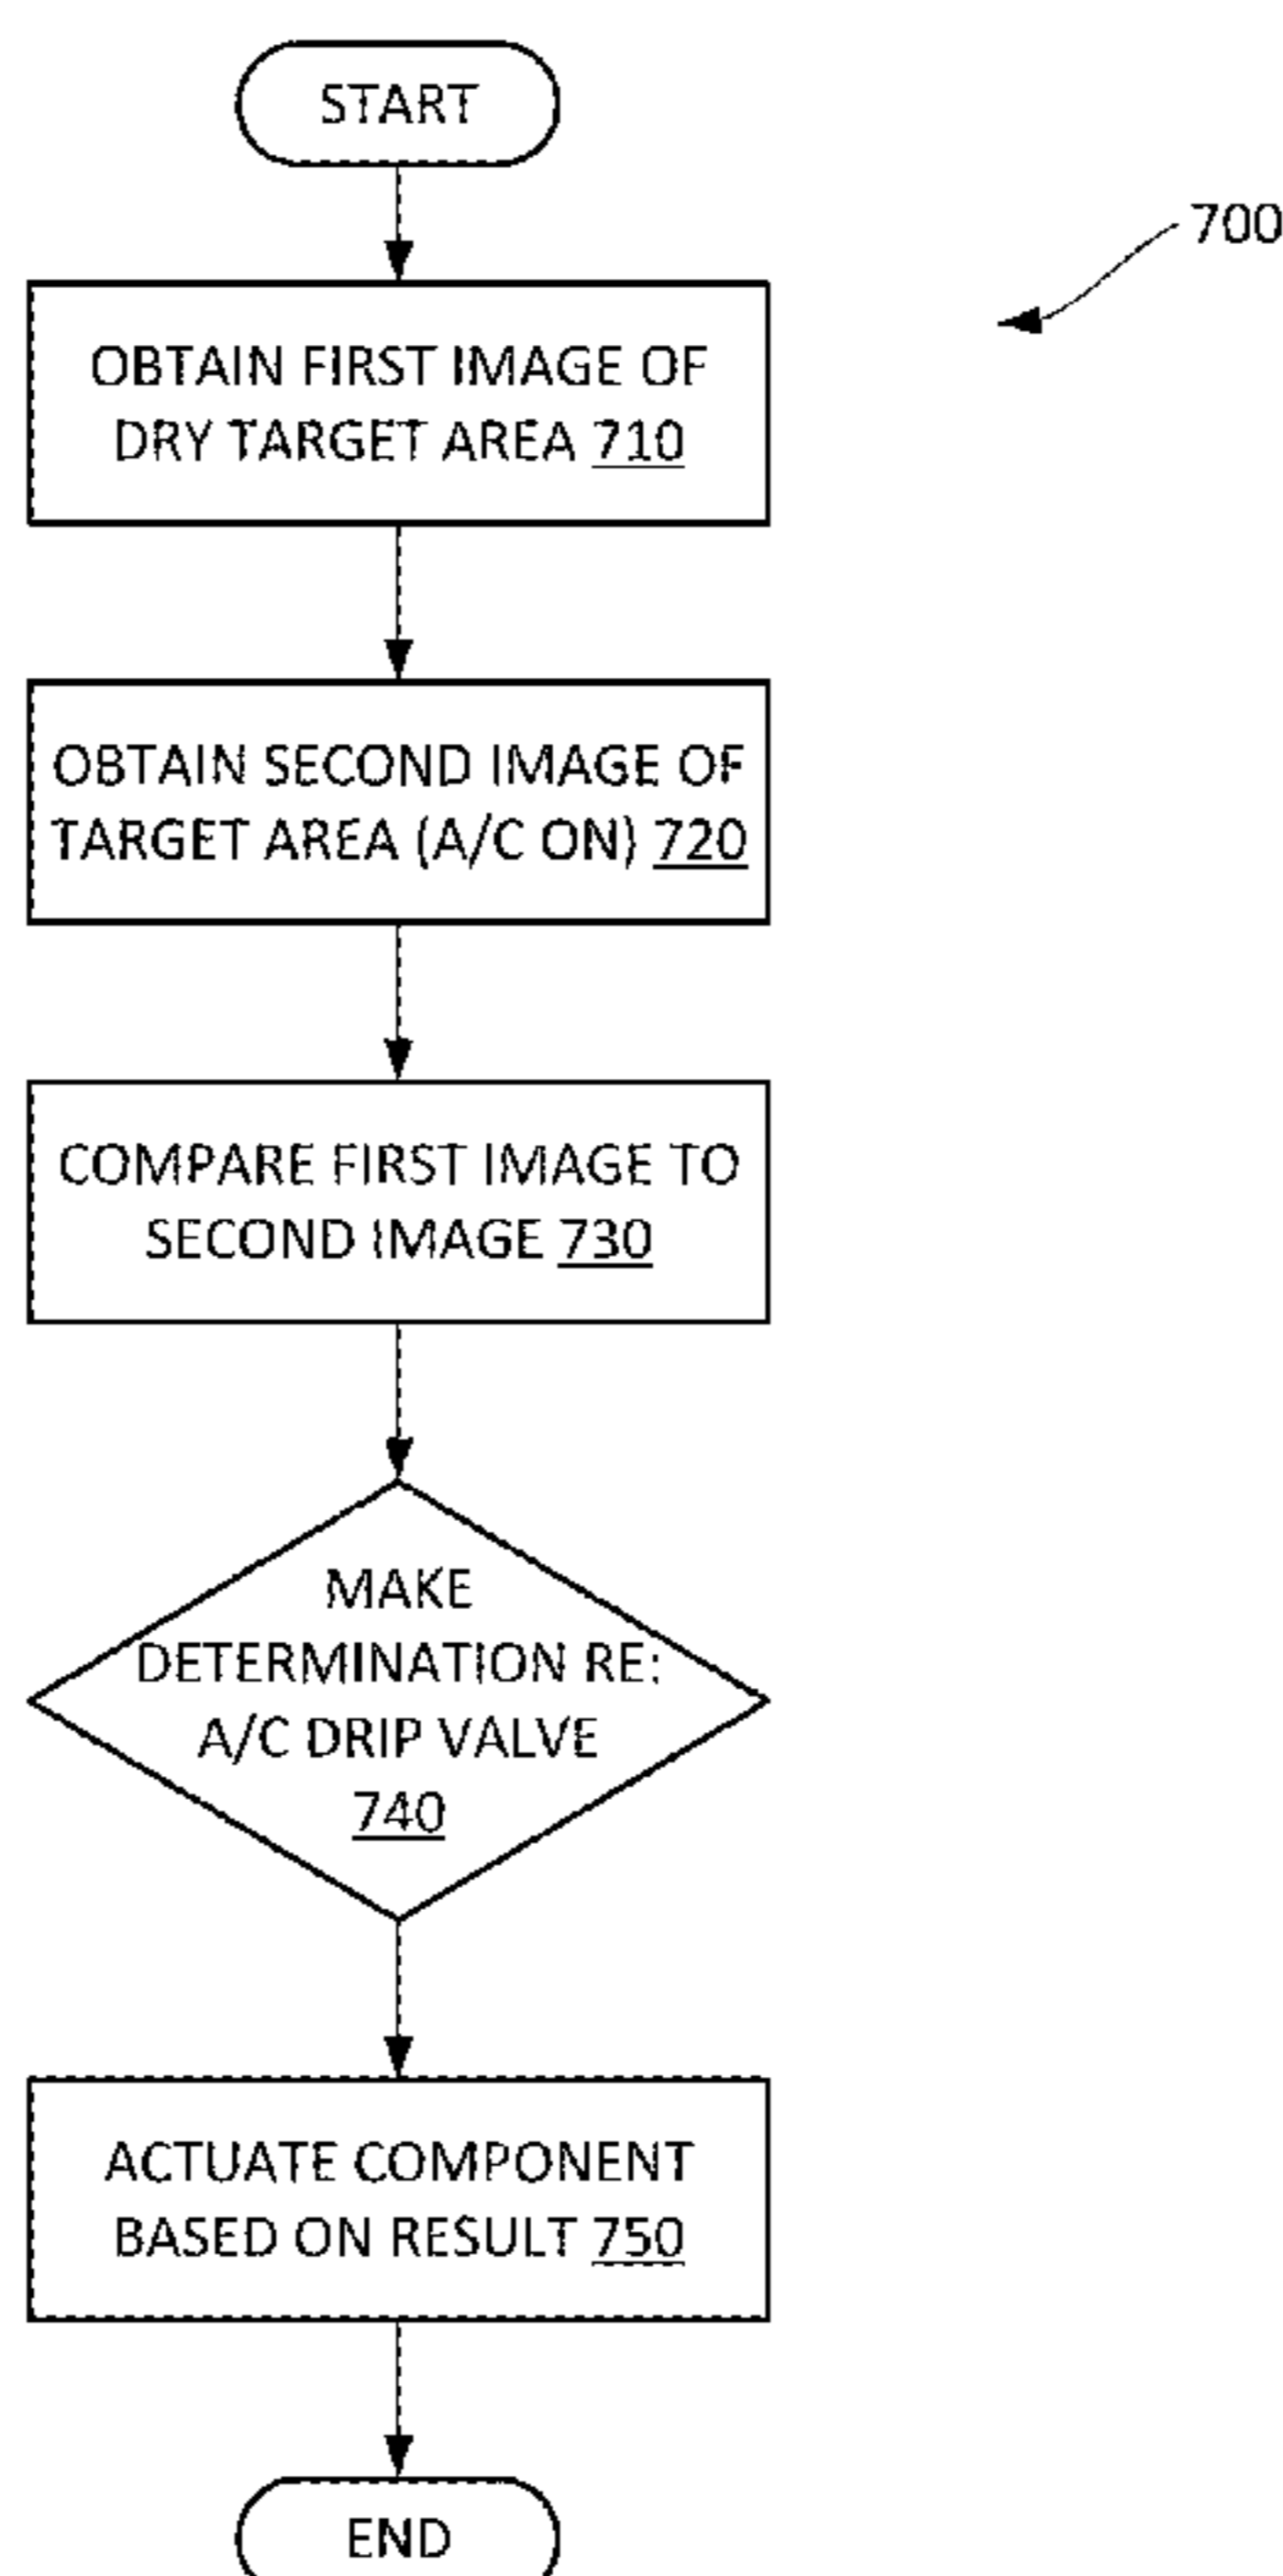 START
700
OBTAIN FIRST IMAGE OF
DRY TARGET AREA 710
OBTAIN SECOND IMAGE OF
TARGET AREA (A/C ON) 720
COMPARE FIRST IMAGE TO
SECOND IMAGE 730
MAKE
DETERMINATION RE:
A/C DRIP VALVE
740
ACTUATE COMPONENT
BASED ON RESULT 750
END